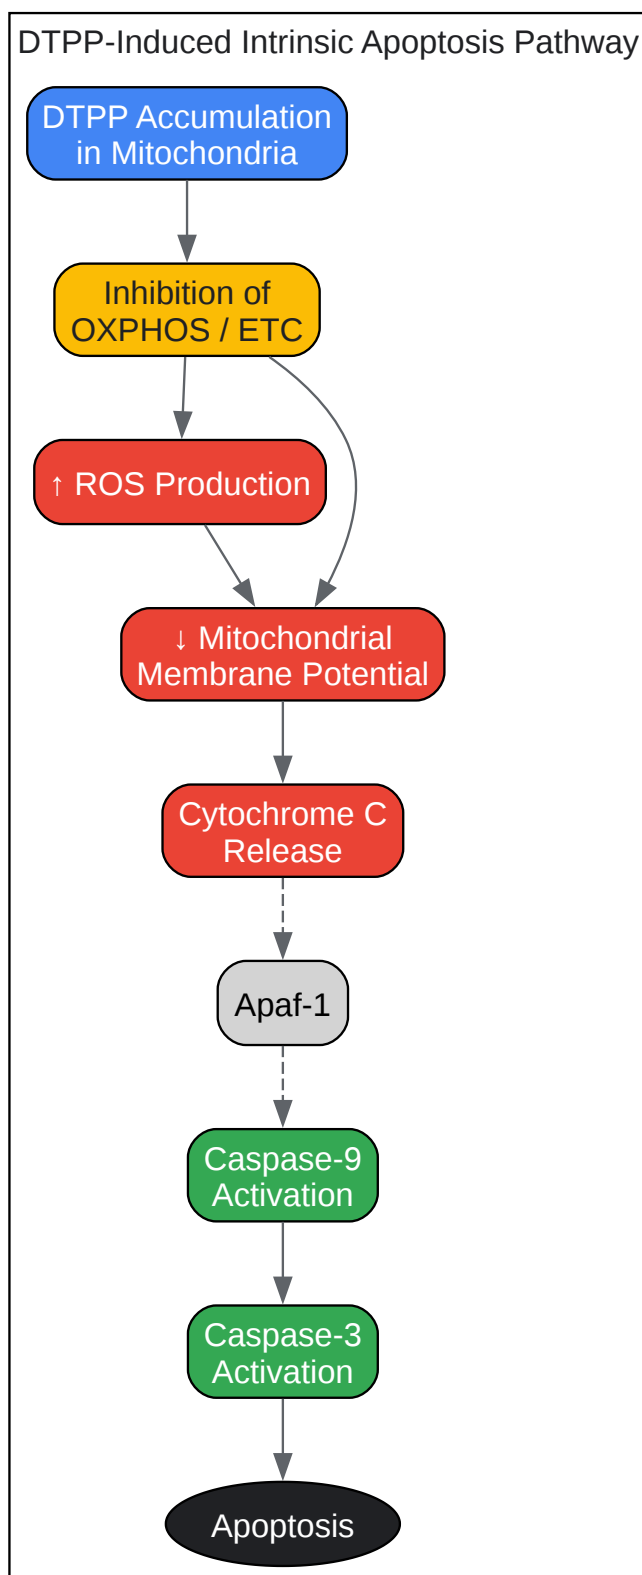 DTPP-Induced Intrinsic Apoptosis Pathway
DTPP Accumulation
in Mitochondria
Inhibition of
OXPHOS / ETC
↑ ROS Production
↓ Mitochondrial
Membrane Potential
Cytochrome C
Release
Apaf-1
Caspase-9
Activation
Caspase-3
Activation
Apoptosis